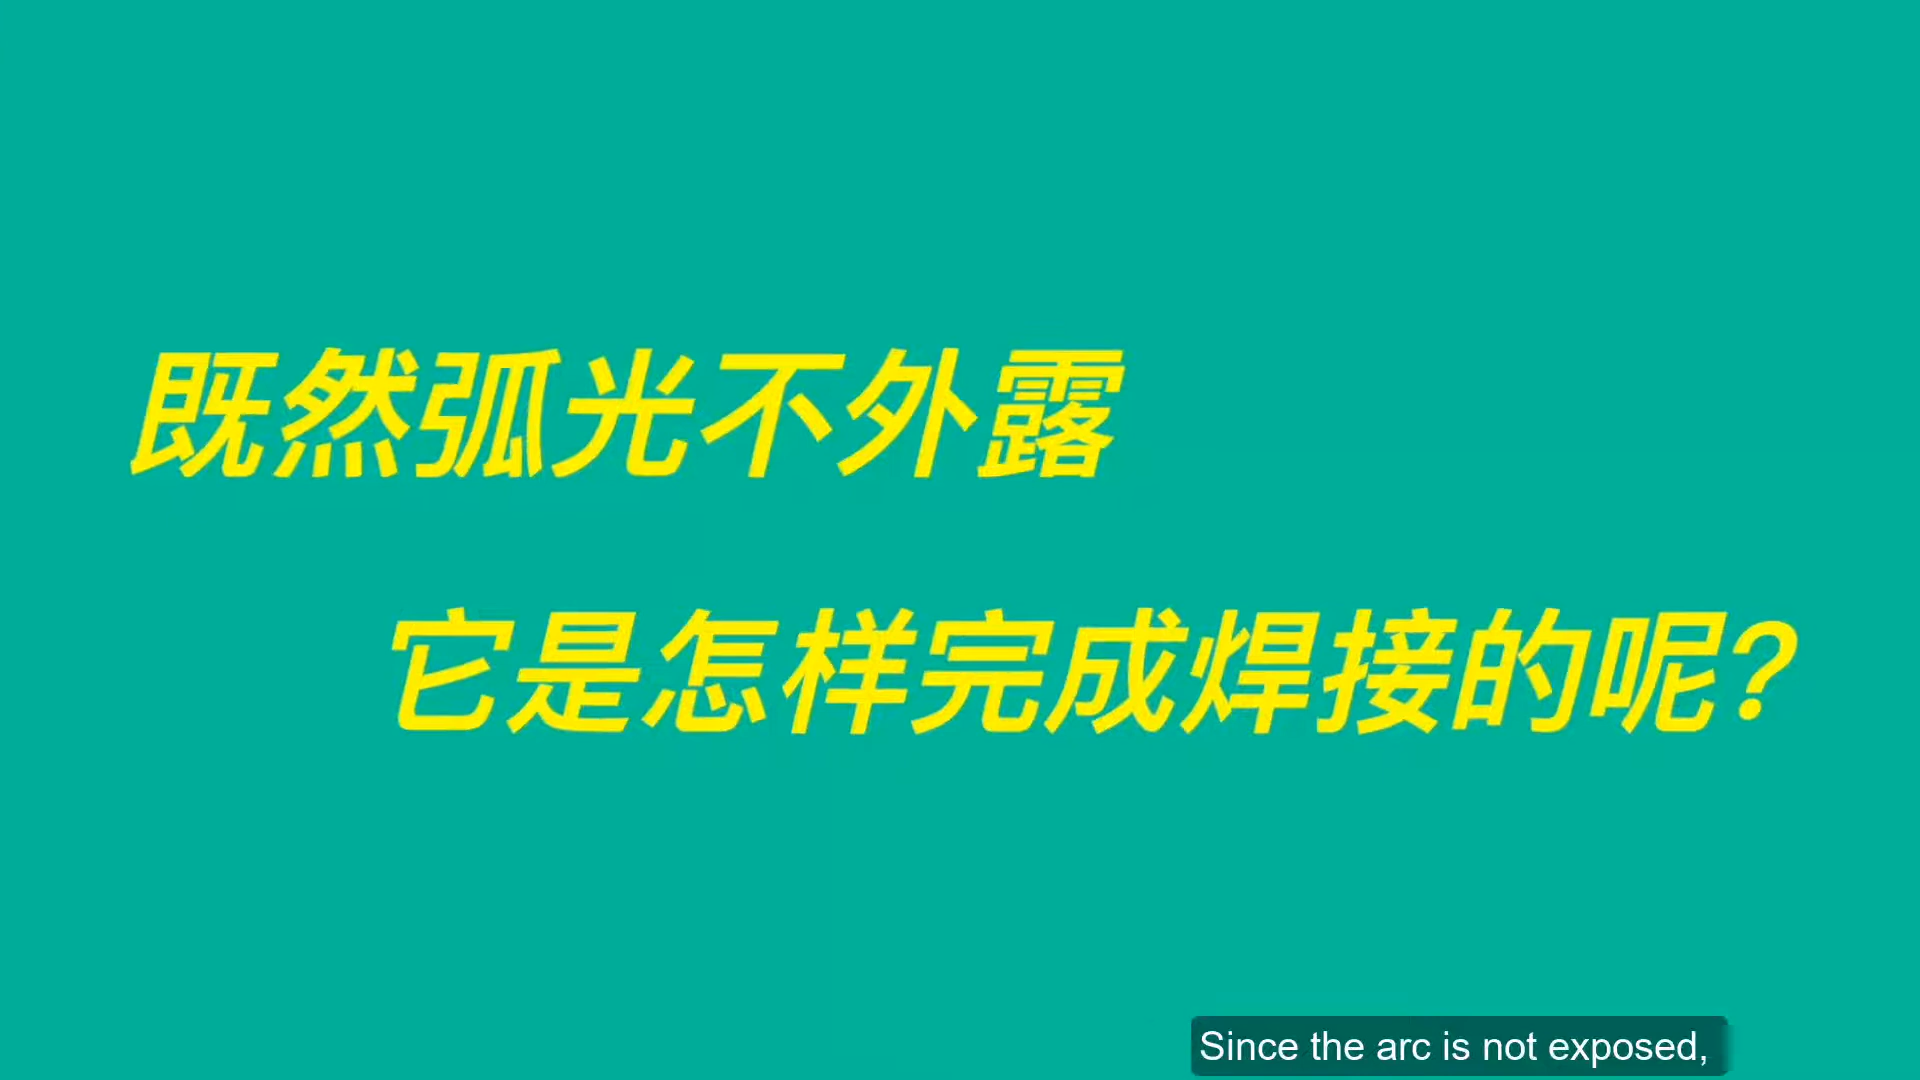 既然弧光不外露
它是怎样完成焊接的呢?
Since the arc is not exposed,